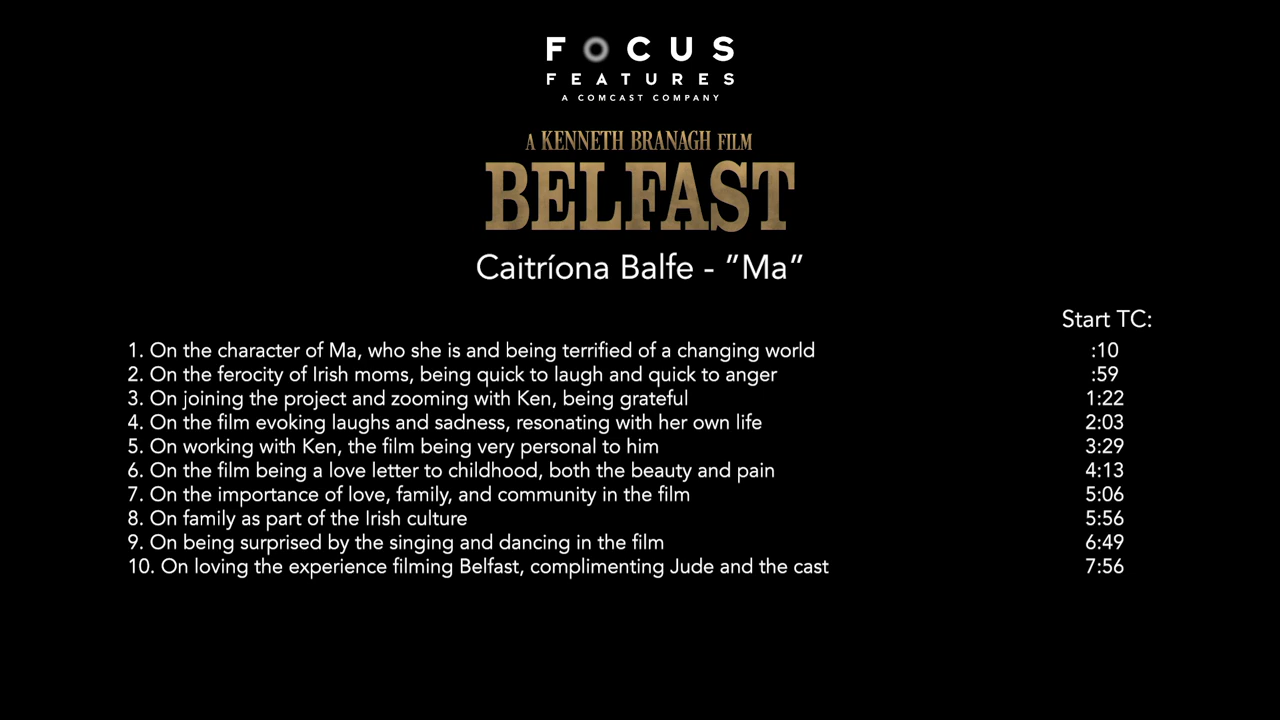 FOCUS
FEATURES
A COMCAST COMPANY
A KENNETH BRANAGH FILM
BELFAST
Caitríona Balfe - ”Ma”
Start TC:
1. On the character of Ma, who she is and being terrified of a changing world :10
2. On the ferocity of Irish moms, being quick to laugh and quick to anger :59
3. On joining the project and zooming with Ken, being grateful 1:22
4. On the film evoking laughs and sadness, resonating with her own life 2:03
5. On working with Ken, the film being very personal to him 3:29
6. On the film being a love letter to childhood, both the beauty and pain 4:13
7. On the importance of love, family, and community in the film 5:06
8. On family as part of the Irish culture 5:56
9. On being surprised by the singing and dancing in the film 6:49
10. On loving the experience filming Belfast, complimenting Jude and the cast 7:56